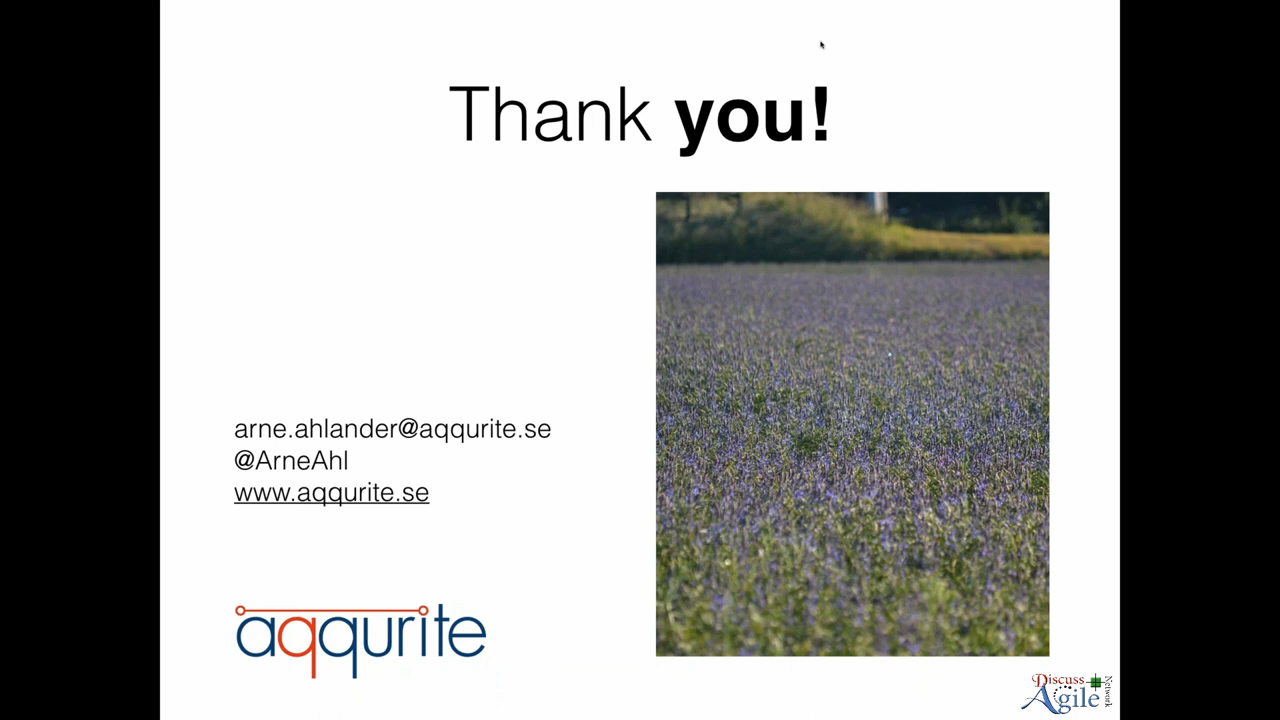 Thank you!
arne.ahlander@aqqurite.se
@ArneAhl
www.aqqurite.se
aqqurite
Discuss
Agile
Network